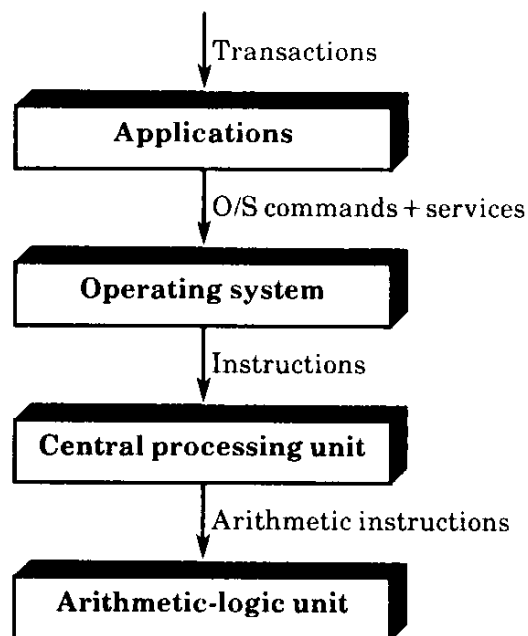 Transactions
Applications
O/S commands + services
Operating system
Instructions
Central processing unit
Arithmetic instructions
Arithmetic-logic unit